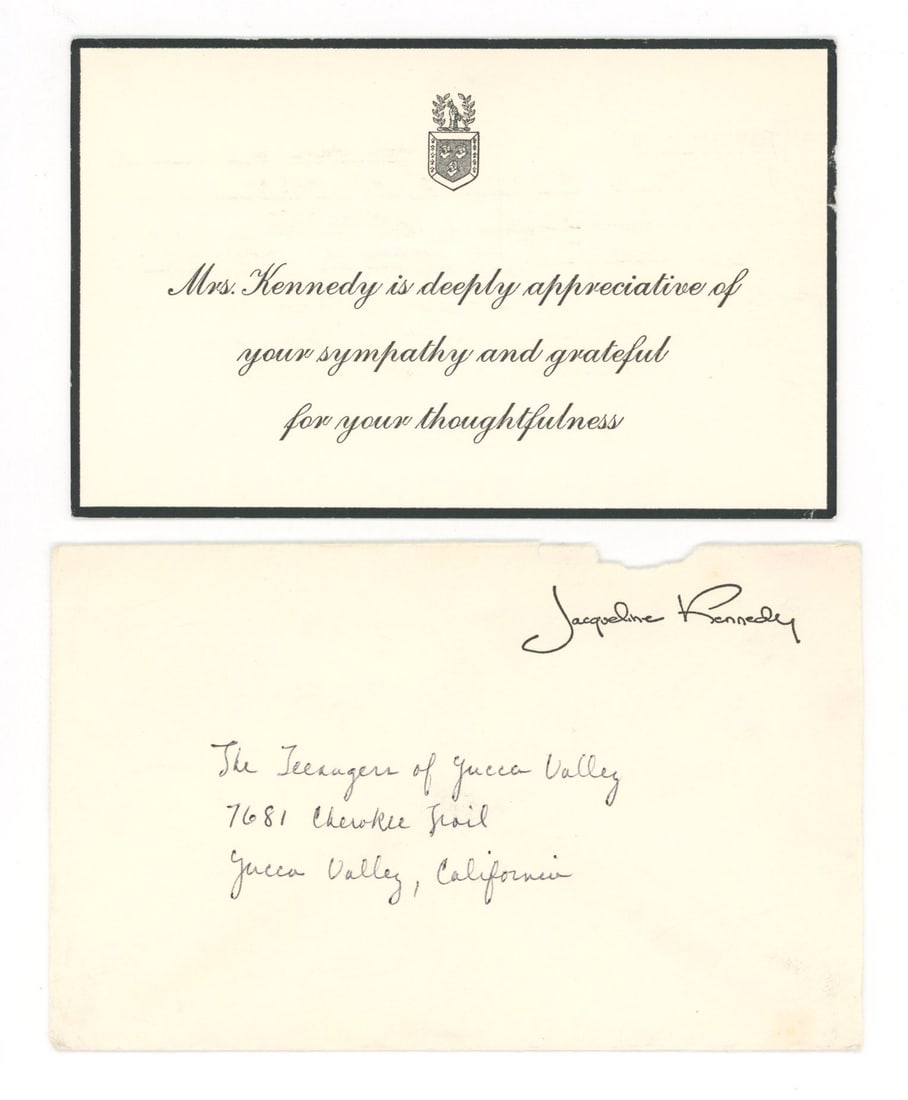 Mrs. Kennedy is deeply appreciative of
your sympathy and grateful
for your thoughtfulness
Jacqueline Kennedy
The Teenagers of Yucca Valley
7681 Cherokee Trail
Yucca Valley, California